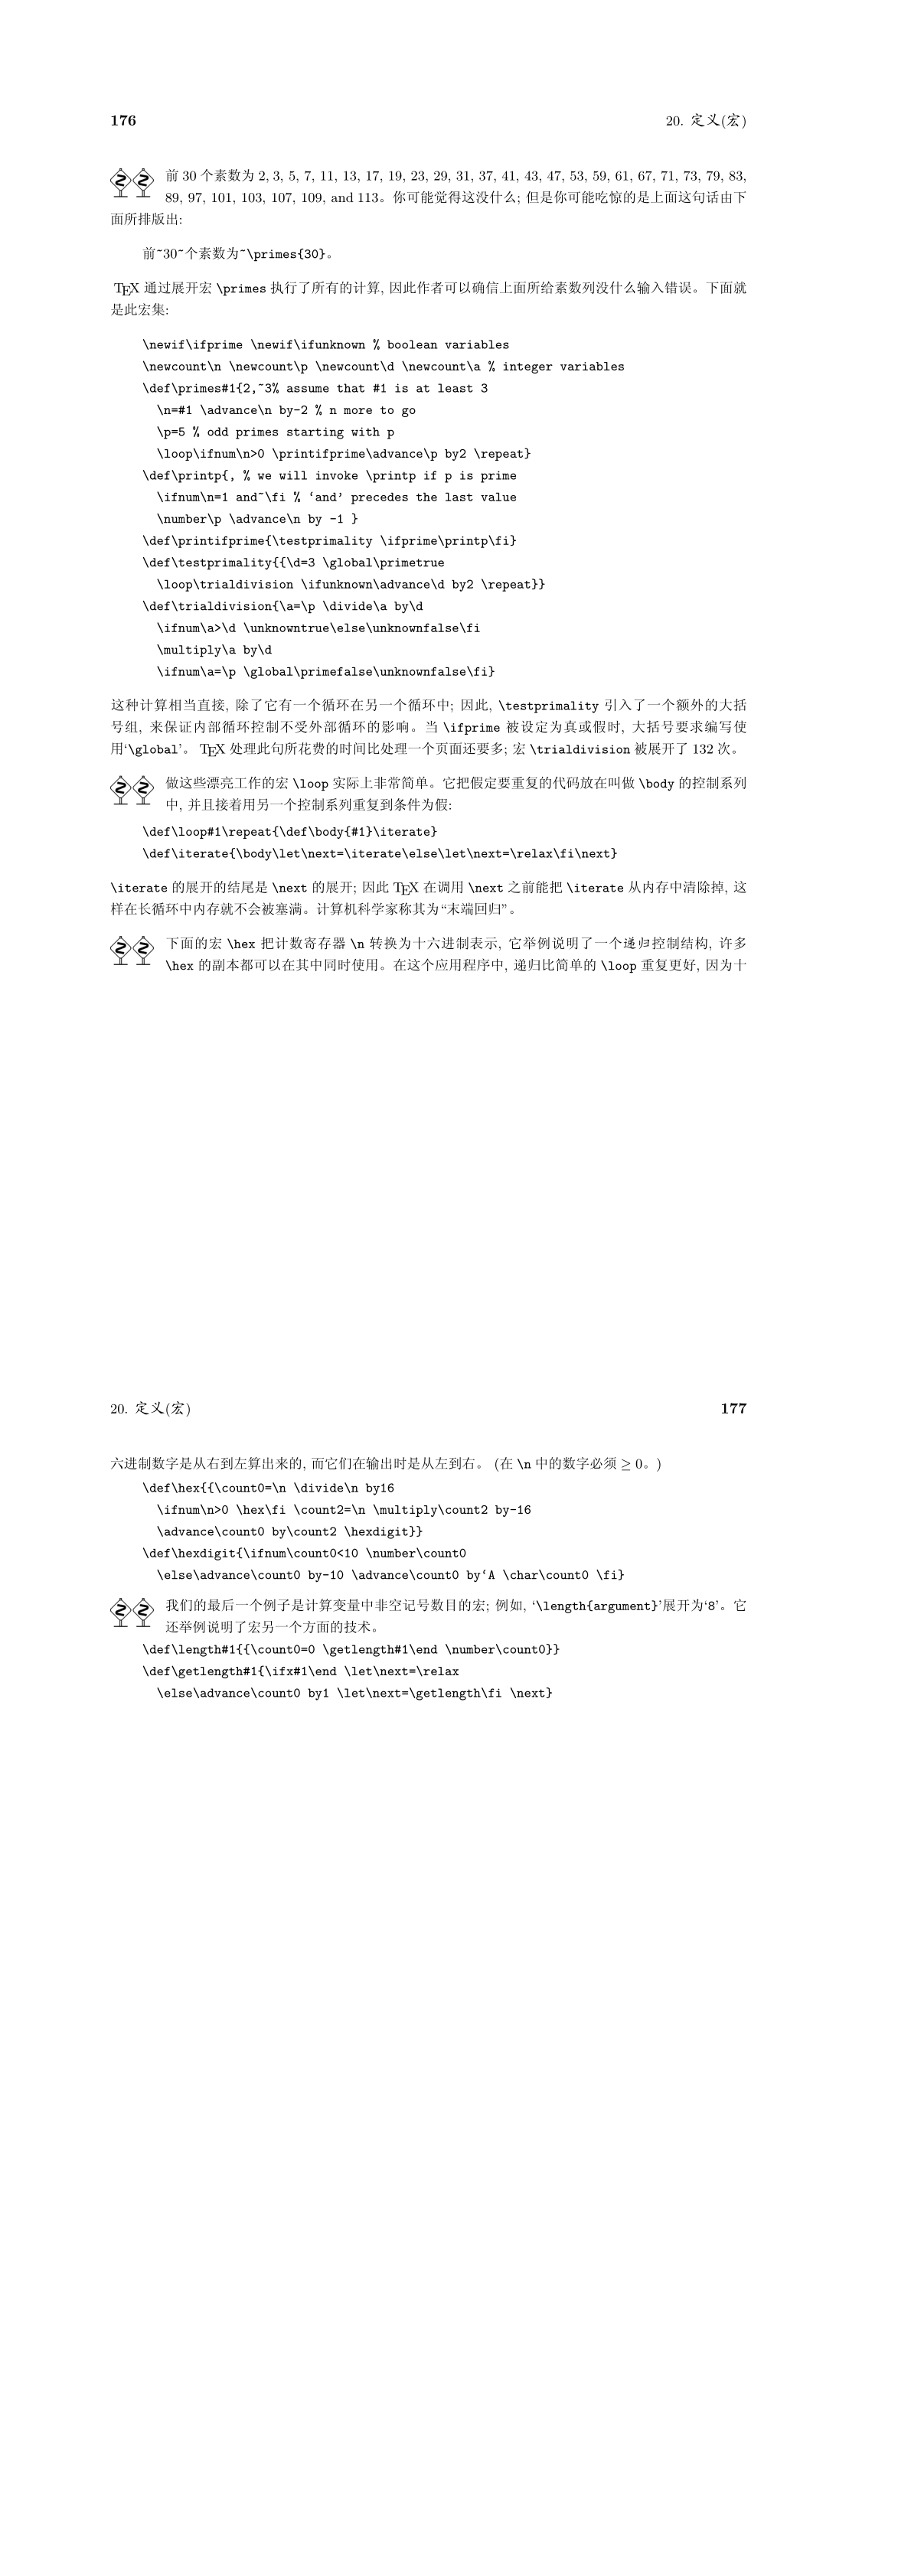 176 20. 定义(宏)
前 30 个素数为 2, 3, 5, 7, 11, 13, 17, 19, 23, 29, 31, 37, 41, 43, 47, 53, 59, 61, 67, 71, 73, 79, 83,
89, 97, 101, 103, 107, 109, and 113。你可能觉得这没什么; 但是你可能吃惊的是上面这句话由下
面所排版出:
前~30~个素数为~\primes{30}。
TEX 通过展开宏 \primes 执行了所有的计算, 因此作者可以确信上面所给素数列没什么输入错误。下面就
是此宏集:
\newif\ifprime \newif\ifunknown % boolean variables
\newcount\n \newcount\p \newcount\d \newcount\a % integer variables
\def\primes#1{2,~3% assume that #1 is at least 3
\n=#1 \advance\n by-2 % n more to go
\p=5 % odd primes starting with p
\loop\ifnum\n>0 \printifprime\advance\p by2 \repeat}
\def\printp{, % we will invoke \printp if p is prime
\ifnum\n=1 and~\fi % ‘and’ precedes the last value
\number\p \advance\n by -1 }
\def\printifprime{\testprimality \ifprime\printp\fi}
\def\testprimality{{\d=3 \global\primetrue
\loop\trialdivision \ifunknown\advance\d by2 \repeat}}
\def\trialdivision{\a=\p \divide\a by\d
\ifnum\a>\d \unknowntrue\else\unknownfalse\fi
\multiply\a by\d
\ifnum\a=\p \global\primefalse\unknownfalse\fi}
这种计算相当直接, 除了它有一个循环在另一个循环中; 因此, \testprimality 引入了一个额外的大括
号组, 来保证内部循环控制不受外部循环的影响。当 \ifprime 被设定为真或假时, 大括号要求编写使
用‘\global’。 TEX 处理此句所花费的时间比处理一个页面还要多; 宏 \trialdivision 被展开了 132 次。
做这些漂亮工作的宏 \loop 实际上非常简单。它把假定要重复的代码放在叫做 \body 的控制系列
中, 并且接着用另一个控制系列重复到条件为假:
\def\loop#1\repeat{\def\body{#1}\iterate}
\def\iterate{\body\let\next=\iterate\else\let\next=\relax\fi\next}
\iterate 的展开的结尾是 \next 的展开; 因此 TEX 在调用 \next 之前能把 \iterate 从内存中清除掉, 这
样在长循环中内存就不会被塞满。计算机科学家称其为“末端回归”。
下面的宏 \hex 把计数寄存器 \n 转换为十六进制表示, 它举例说明了一个递归控制结构, 许多
\hex 的副本都可以在其中同时使用。在这个应用程序中, 递归比简单的 \loop 重复更好, 因为十
20. 定义(宏) 177
六进制数字是从右到左算出来的, 而它们在输出时是从左到右。 (在 \n 中的数字必须 ≥ 0。)
\def\hex{{\count0=\n \divide\n by16
\ifnum\n>0 \hex\fi \count2=\n \multiply\count2 by-16
\advance\count0 by\count2 \hexdigit}}
\def\hexdigit{\ifnum\count0<10 \number\count0
\else\advance\count0 by-10 \advance\count0 by‘A \char\count0 \fi}
我们的最后一个例子是计算变量中非空记号数目的宏; 例如, ‘\length{argument}’展开为‘8’。它
还举例说明了宏另一个方面的技术。
\def\length#1{{\count0=0 \getlength#1\end \number\count0}}
\def\getlength#1{\ifx#1\end \let\next=\relax
\else\advance\count0 by1 \let\next=\getlength\fi \next}